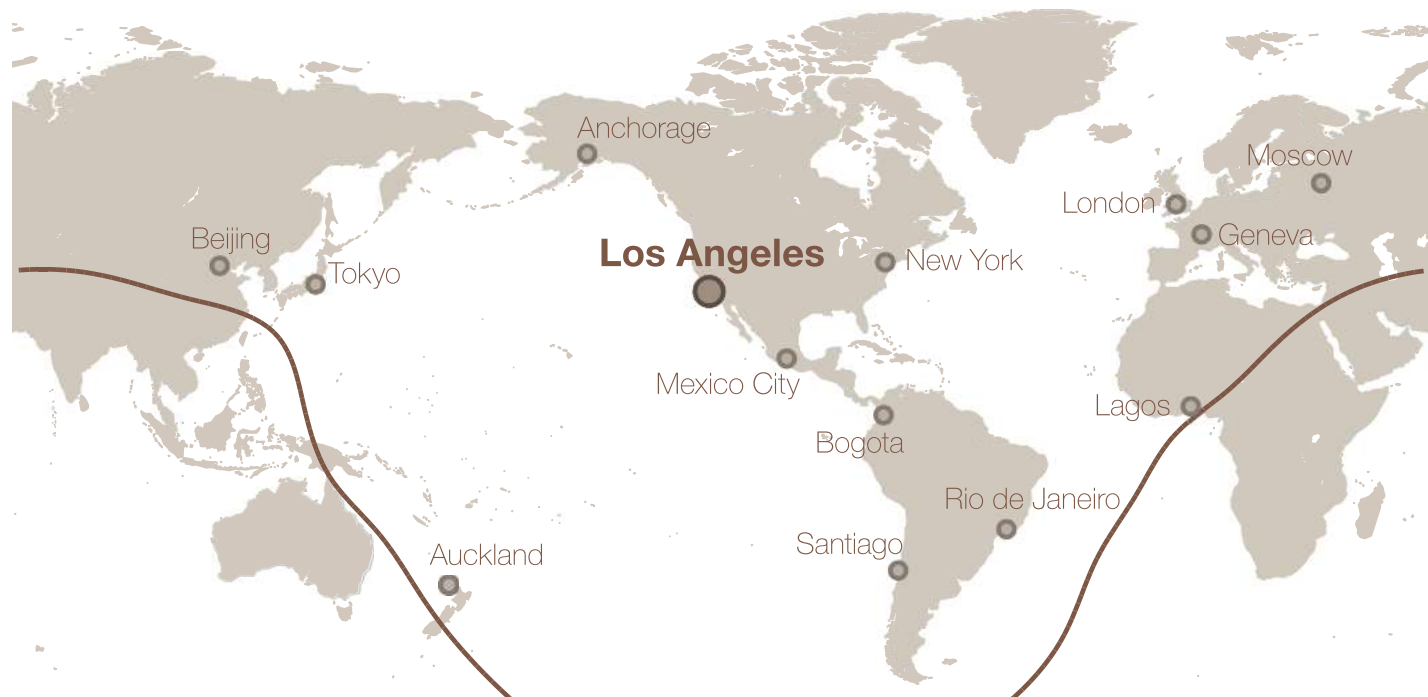 Anchorage
Moscow
London
Geneva
Beijing
Tokyo
Los Angeles
New York
Mexico City
Lagos
Bogota
Rio de Janeiro
Santiago
Auckland